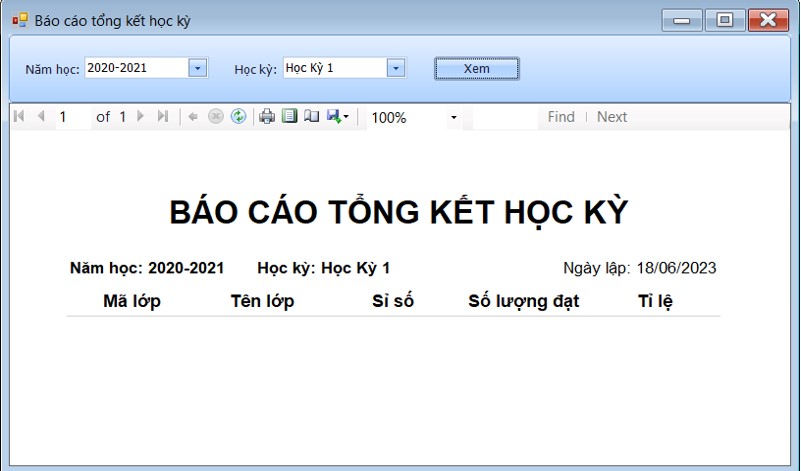 Báo cáo tổng kết học kỳ
Năm học: 2020-2021 Học kỳ: Học Kỳ 1 Xem
1 of 1 100% Find Next
BÁO CÁO TỔNG KẾT HỌC KỲ
Năm học: 2020-2021 Học kỳ: Học Kỳ 1 Ngày lập: 18/06/2023
Mã lớp Tên lớp Sỉ số Số lượng đạt Tỉ lệ